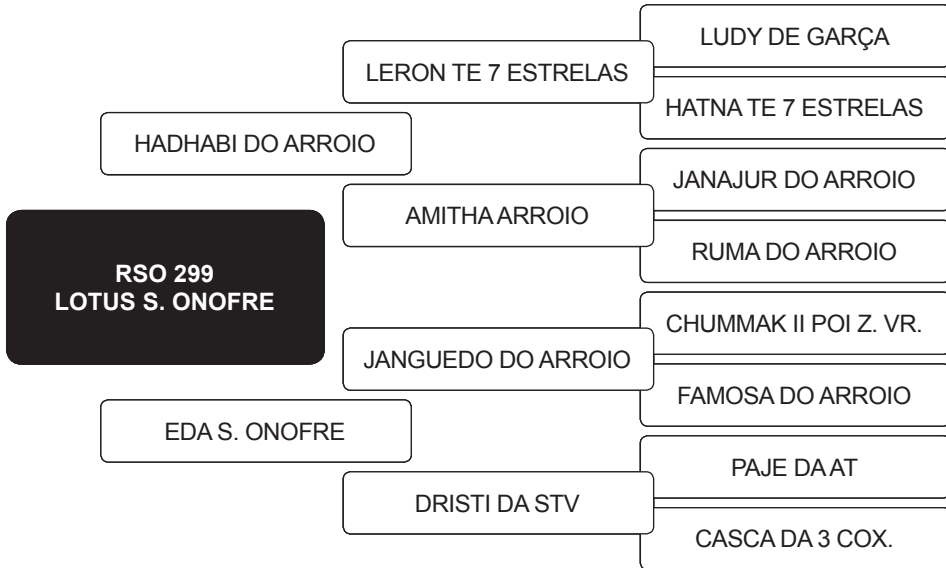 LUDY DE GARÇA
LERON TE 7 ESTRELAS
HATNA TE 7 ESTRELAS
HADHABI DO ARROIO
JANAJUR DO ARROIO
AMITHA ARROIO
RUMA DO ARROIO
RSO 299
LOTUS S. ONOFRE
CHUMMAK II POI Z. VR.
JANGUEDO DO ARROIO
FAMOSA DO ARROIO
EDA S. ONOFRE
PAJE DA AT
DRISTI DA STV
CASCA DA 3 COX.